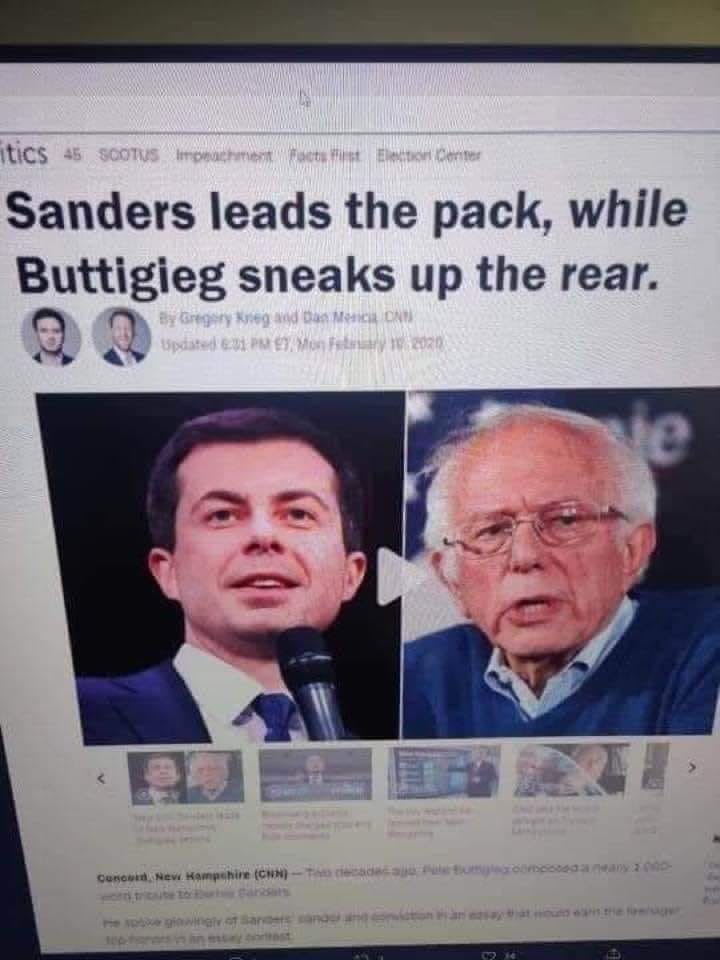 itics 45 SCOTUS Impeachment Facts First Election Center
Sanders leads the pack, while
Buttigieg sneaks up the rear.
By Gregory Krieg and Dan Merica, CNN
Updated 6:31 PM ET, Mon February 10, 2020
ie
Concord, New Hampshire (CNN) — Two decades ago, Pete Buttigieg composed a nearly 1,000-
word tribute to Bernie Sanders
He spoke glowingly of Sanders' candor and conviction in an essay that would earn the teenager
top honors in an essay contest